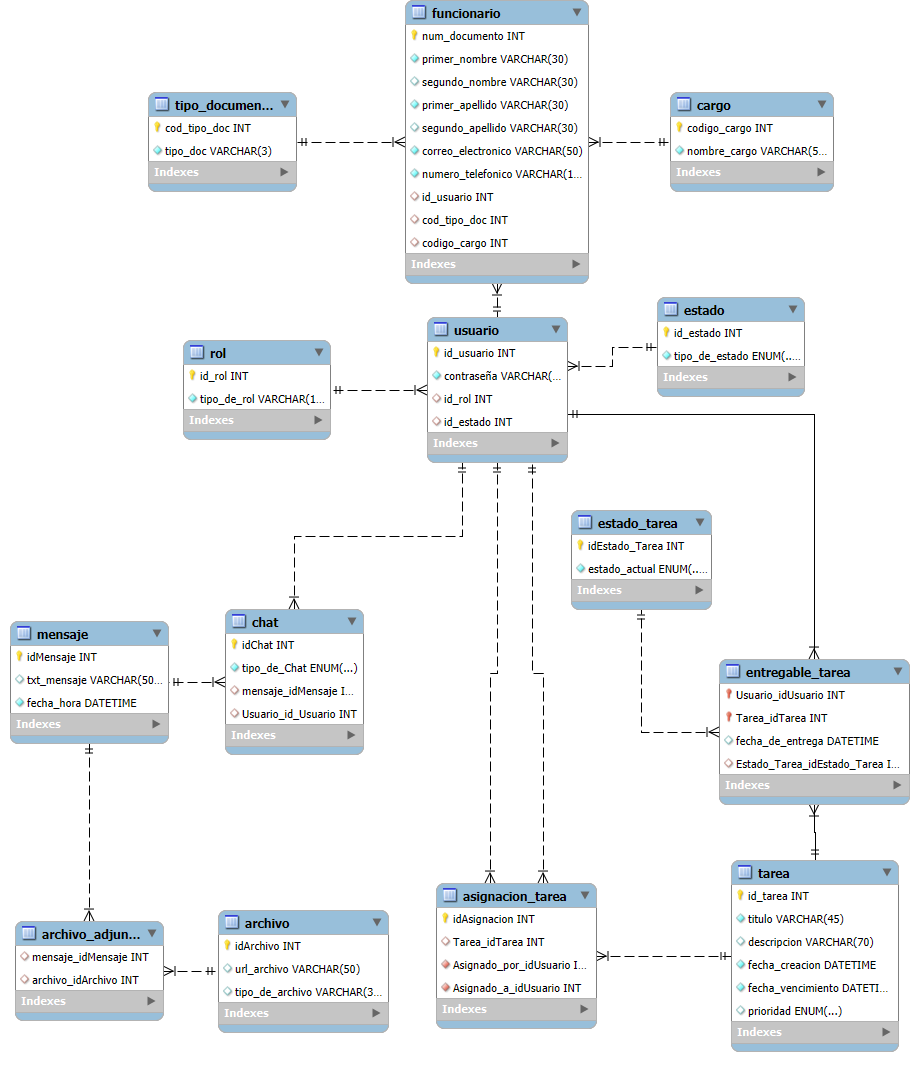 funcionario
num_documento INT
primer_nombre VARCHAR(30)
segundo_nombre VARCHAR(30)
primer_apellido VARCHAR(30)
segundo_apellido VARCHAR(30)
correo_electronico VARCHAR(50)
numero_telefonico VARCHAR(1...
id_usuario INT
cod_tipo_doc INT
codigo_cargo INT
Indexes
tipo_documen...
cod_tipo_doc INT
tipo_doc VARCHAR(3)
Indexes
cargo
codigo_cargo INT
nombre_cargo VARCHAR(5...
Indexes
usuario
id_usuario INT
contraseña VARCHAR(...
id_rol INT
id_estado INT
Indexes
estado
id_estado INT
tipo_de_estado ENUM(...
Indexes
rol
id_rol INT
tipo_de_rol VARCHAR(1...
Indexes
estado_tarea
idEstado_Tarea INT
estado_actual ENUM(...
Indexes
chat
idChat INT
tipo_de_Chat ENUM(...)
mensaje_idMensaje I...
Usuario_id_Usuario INT
Indexes
mensaje
idMensaje INT
txt_mensaje VARCHAR(50...
fecha_hora DATETIME
Indexes
entregable_tarea
Usuario_idUsuario INT
Tarea_idTarea INT
fecha_de_entrega DATETIME
Estado_Tarea_idEstado_Tarea I...
Indexes
tarea
id_tarea INT
titulo VARCHAR(45)
descripcion VARCHAR(70)
fecha_creacion DATETIME
fecha_vencimiento DATETI...
prioridad ENUM(...)
Indexes
asignacion_tarea
idAsignacion INT
Tarea_idTarea INT
Asignado_por_idUsuario I...
Asignado_a_idUsuario INT
Indexes
archivo_adjun...
mensaje_idMensaje INT
archivo_idArchivo INT
Indexes
archivo
idArchivo INT
url_archivo VARCHAR(50)
tipo_de_archivo VARCHAR(3...
Indexes